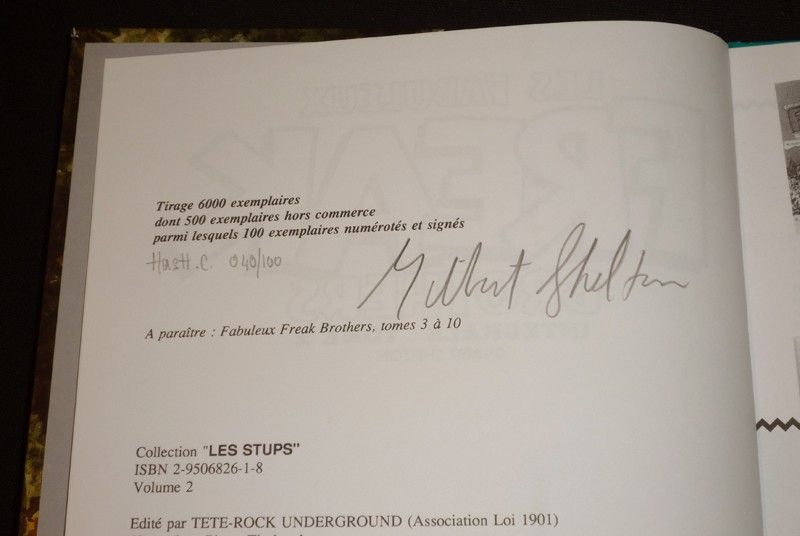 Tirage 6000 exemplaires
dont 500 exemplaires hors commerce
parmi lesquels 100 exemplaires numérotés et signés
HasH.C. 040/100
Gilbert Shelton
A paraître : Fabuleux Freak Brothers, tomes 3 à 10
Collection "LES STUPS"
ISBN 2-9506826-1-8
Volume 2
Edité par TETE-ROCK UNDERGROUND (Association Loi 1901)